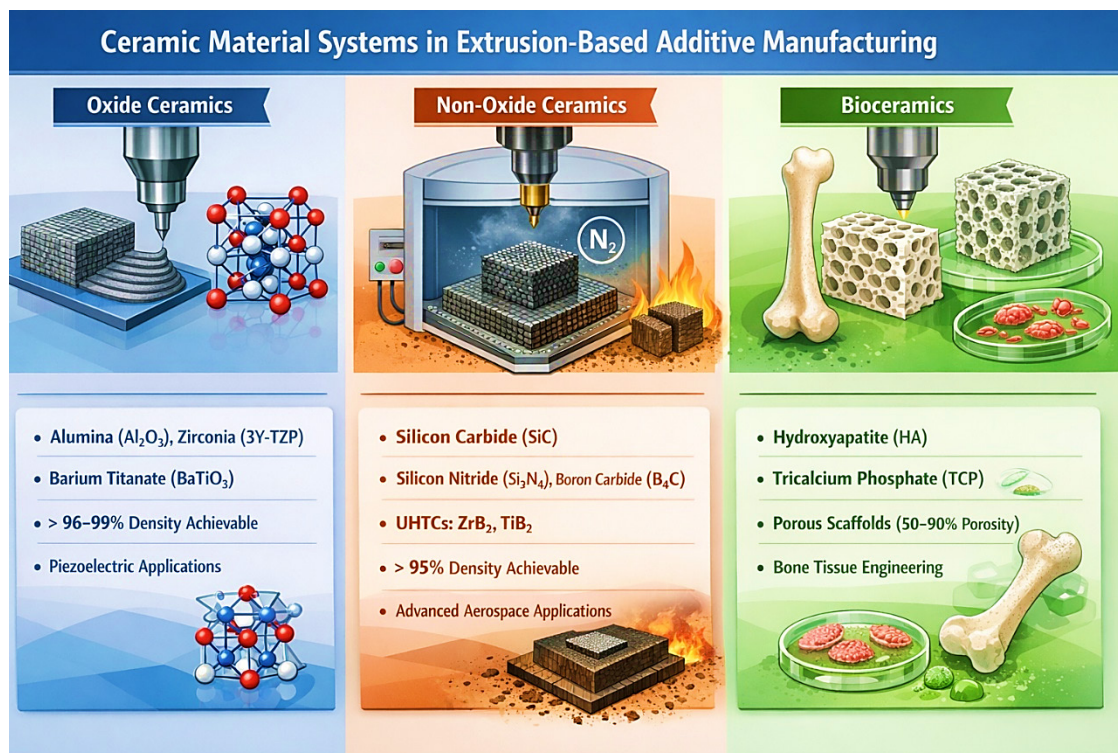 Ceramic Material Systems in Extrusion-Based Additive Manufacturing
Oxide Ceramics
• Alumina (Al₂O₃), Zirconia (3Y-TZP)
• Barium Titanate (BaTiO₃)
• > 96–99% Density Achievable
• Piezoelectric Applications
Non-Oxide Ceramics
N₂
• Silicon Carbide (SiC)
• Silicon Nitride (Si₃N₄), Boron Carbide (B₄C)
• UHTCs: ZrB₂, TiB₂
• > 95% Density Achievable
• Advanced Aerospace Applications
Bioceramics
• Hydroxyapatite (HA)
• Tricalcium Phosphate (TCP)
• Porous Scaffolds (50–90% Porosity)
• Bone Tissue Engineering